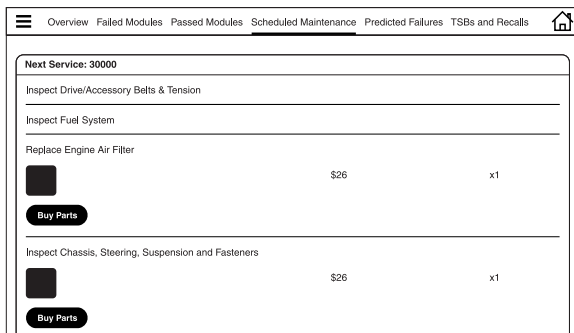 Overview Failed Modules Passed Modules Scheduled Maintenance Predicted Failures TSBs and Recalls
Next Service: 30000
Inspect Drive/Accessory Belts & Tension
Inspect Fuel System
Replace Engine Air Filter
$26 x1
Buy Parts
Inspect Chassis, Steering, Suspension and Fasteners
$26 x1
Buy Parts